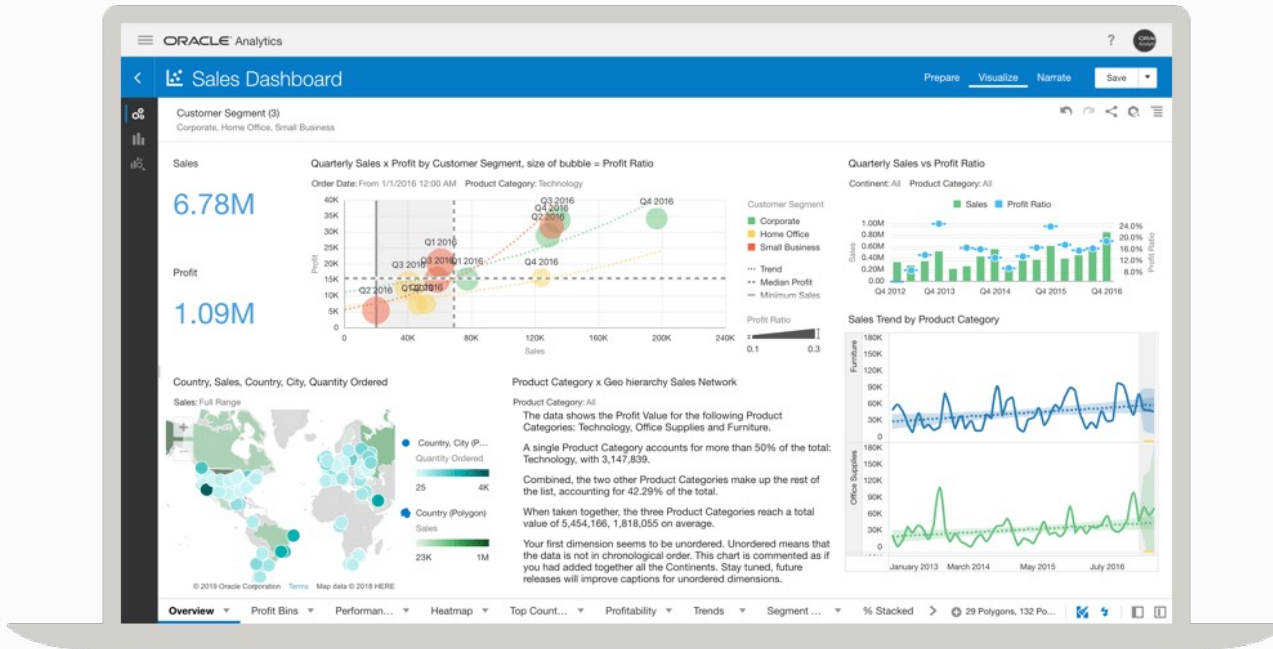 ORACLE Analytics
?
Sales Dashboard
Prepare Visualize Narrate Save
Customer Segment (3)
Corporate, Home Office, Small Business
Sales
6.78M
Profit
1.09M
Quarterly Sales x Profit by Customer Segment, size of bubble = Profit Ratio
Order Date: From 1/1/2016 12:00 AM Product Category: Technology
Profit
40K
35K
30K
25K
20K
15K
10K
5K
0
Q3 2016
Q4 2016
Q2 2016
Q4 2016
Q1 2016
Q3 2016
Q3 2016
Q1 2016
Q4 2016
Q2 2016
0 40K 80K 120K 160K 200K 240K
Sales
Customer Segment
Corporate
Home Office
Small Business
Trend
Median Profit
Minimum Sales
Profit Ratio
0.1 0.3
Quarterly Sales vs Profit Ratio
Continent: All Product Category: All
Sales Profit Ratio
Sales
1.00M
0.80M
0.60M
0.40M
0.20M
0.00
24.0%
20.0%
16.0%
12.0%
8.0%
Profit Ratio
Q4 2012 Q4 2013 Q4 2014 Q4 2015 Q4 2016
Sales Trend by Product Category
Furniture
180K
150K
120K
90K
60K
30K
0
Office Supplies
180K
150K
120K
90K
60K
30K
0
January 2013 March 2014 May 2015 July 2016
Country, Sales, Country, City, Quantity Ordered
Sales: Full Range
+
Country, City (P...
Quantity Ordered
25 4K
Country (Polygon)
Sales
23K 1M
© 2019 Oracle Corporation Terms Map data © 2018 HERE
Product Category x Geo hierarchy Sales Network
Product Category: All
The data shows the Profit Value for the following Product
Categories: Technology, Office Supplies and Furniture.
A single Product Category accounts for more than 50% of the total:
Technology, with 3,147,839.
Combined, the two other Product Categories make up the rest of
the list, accounting for 42.29% of the total.
When taken together, the three Product Categories reach a total
value of 5,454,166, 1,818,055 on average.
Your first dimension seems to be unordered. Unordered means that
the data is not in chronological order. This chart is commented as if
you had added together all the Continents. Stay tuned, future
releases will improve captions for unordered dimensions.
Overview Profit Bins Performan... Heatmap Top Count... Profitability Trends Segment ... % Stacked 29 Polygons, 132 Po...